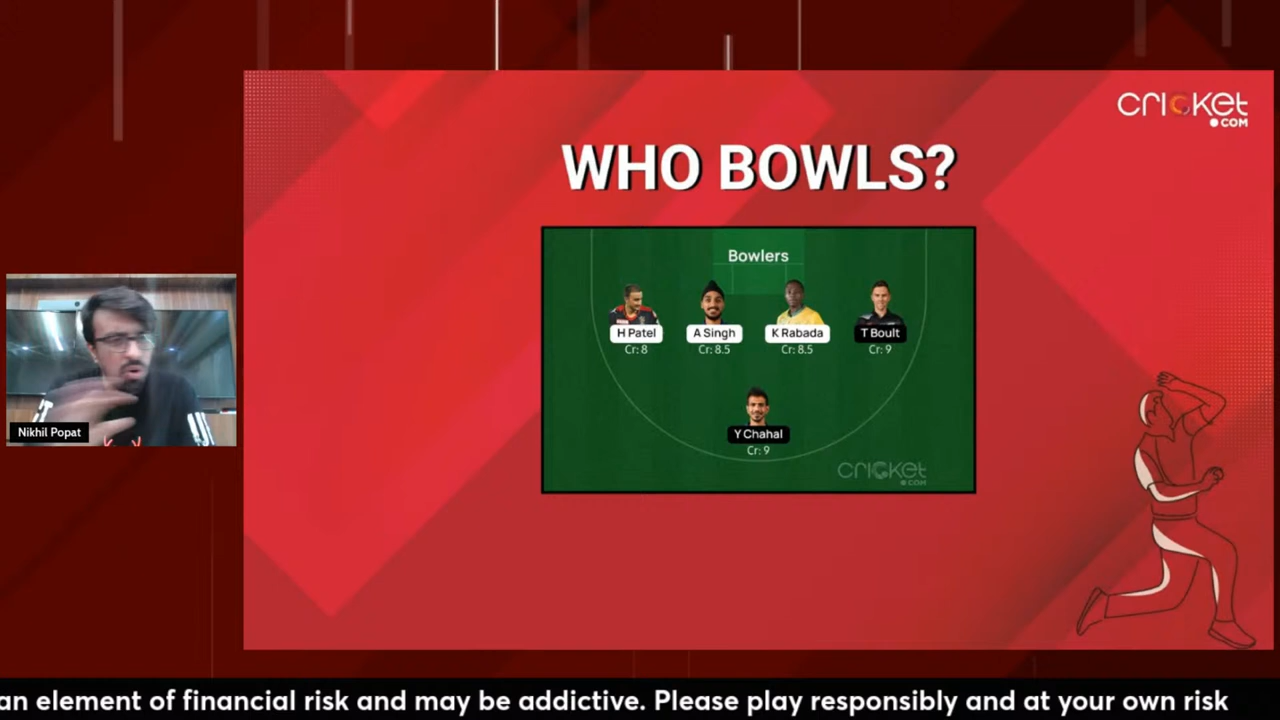 CRICKET
.COM
WHO BOWLS?
Bowlers
H Patel
A Singh
K Rabada
T Boult
Cr: 8
Cr: 8.5
Cr: 8.5
Cr: 9
Y Chahal
Cr: 9
CRICKET
.COM
Nikhil Popat
an element of financial risk and may be addictive. Please play responsibly and at your own risk